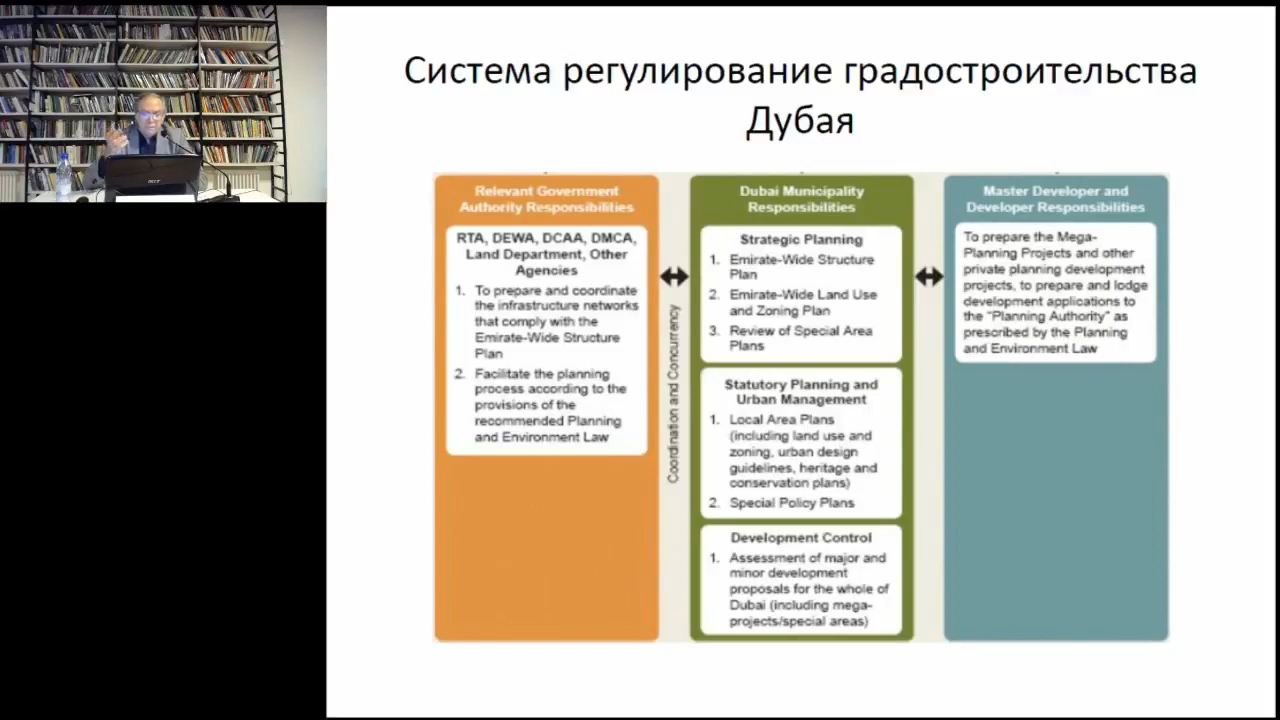 Система регулирование градостроительства
Дубая
Relevant Government
Authority Responsibilities
RTA, DEWA, DCAA, DMCA,
Land Department, Other
Agencies
1. To prepare and coordinate
the infrastructure networks
that comply with the
Emirate-Wide Structure
Plan
2. Facilitate the planning
process according to the
provisions of the
recommended Planning
and Environment Law
Coordination and Concurrency
Dubai Municipality
Responsibilities
Strategic Planning
1. Emirate-Wide Structure
Plan
2. Emirate-Wide Land Use
and Zoning Plan
3. Review of Special Area
Plans
Statutory Planning and
Urban Management
1. Local Area Plans
(including land use and
zoning, urban design
guidelines, heritage and
conservation plans)
2. Special Policy Plans
Development Control
1. Assessment of major and
minor development
proposals for the whole of
Dubai (including mega-
projects/special areas)
Master Developer and
Developer Responsibilities
To prepare the Mega-
Planning Projects and other
private planning development
projects, to prepare and lodge
development applications to
the "Planning Authority" as
prescribed by the Planning
and Environment Law